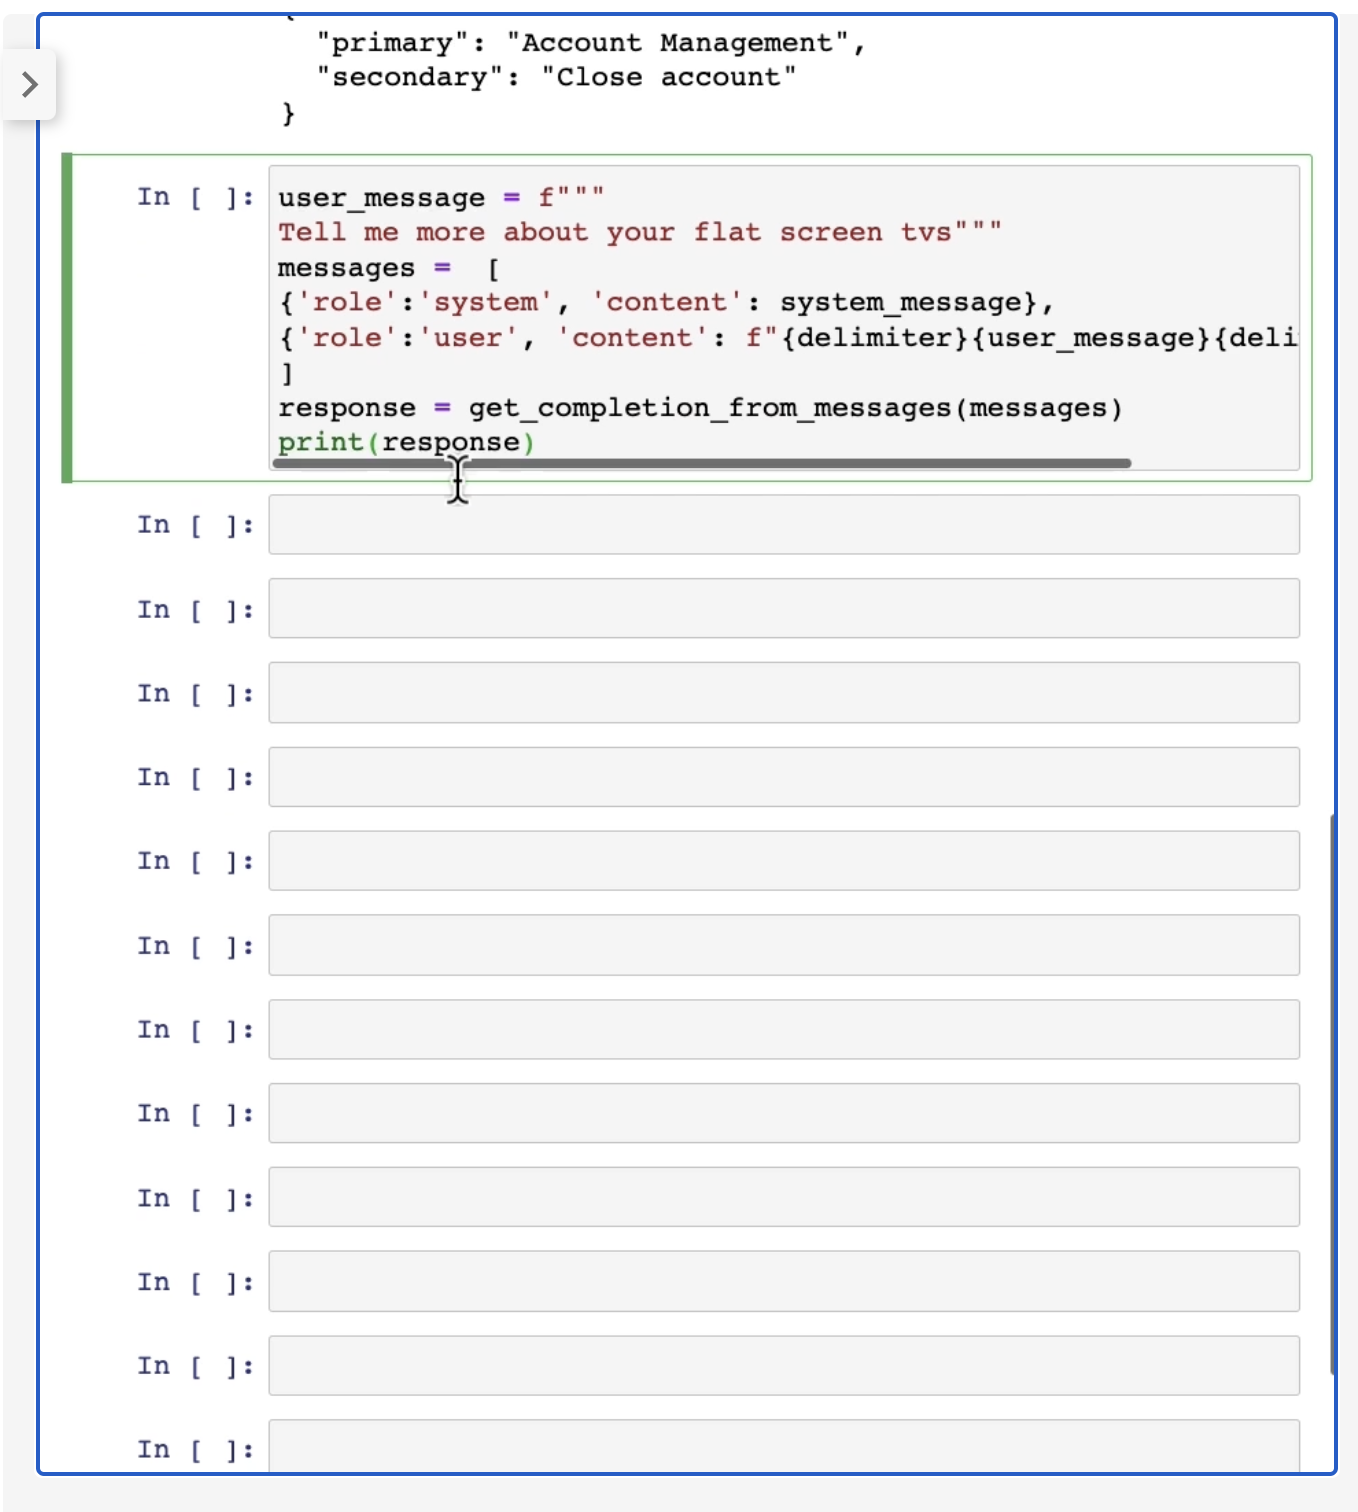 "primary": "Account Management",
"secondary": "Close account"
}
In [ ]:
user_message = f"""
Tell me more about your flat screen tvs"""
messages =  [
{'role':'system', 'content': system_message},
{'role':'user', 'content': f"{delimiter}{user_message}{deli
]
response = get_completion_from_messages(messages)
print(response)
In [ ]:
In [ ]:
In [ ]:
In [ ]:
In [ ]:
In [ ]:
In [ ]:
In [ ]:
In [ ]:
In [ ]:
In [ ]:
In [ ]: